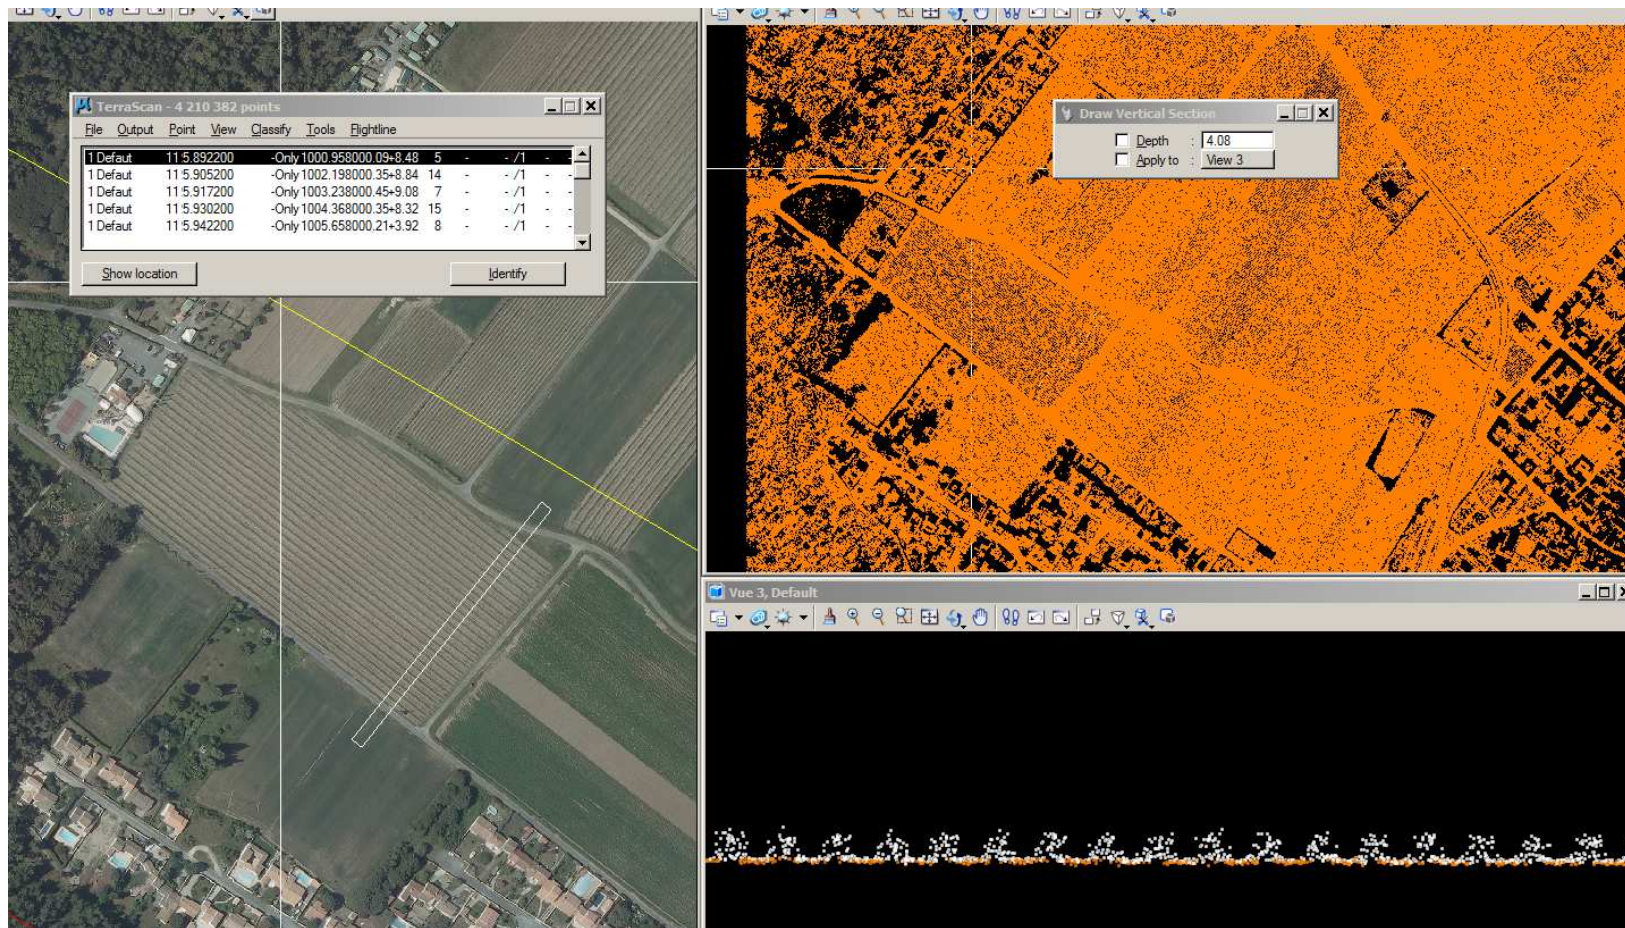 TerraScan - 4 210 382 points
File Output Point View Classify Tools Flightline
1 Defaut 11 5.892200 -Only 1000.958000.09+8.48 5 - - /1 - -
1 Defaut 11 5.905200 -Only 1002.198000.35+8.84 14 - - /1 - -
1 Defaut 11 5.917200 -Only 1003.238000.45+9.08 7 - - /1 - -
1 Defaut 11 5.930200 -Only 1004.368000.35+8.32 15 - - /1 - -
1 Defaut 11 5.942200 -Only 1005.658000.21+3.92 8 - - /1 - -
Show location Identify
Draw Vertical Section
Depth : 4.08
Apply to : View 3
Vue 3, Default